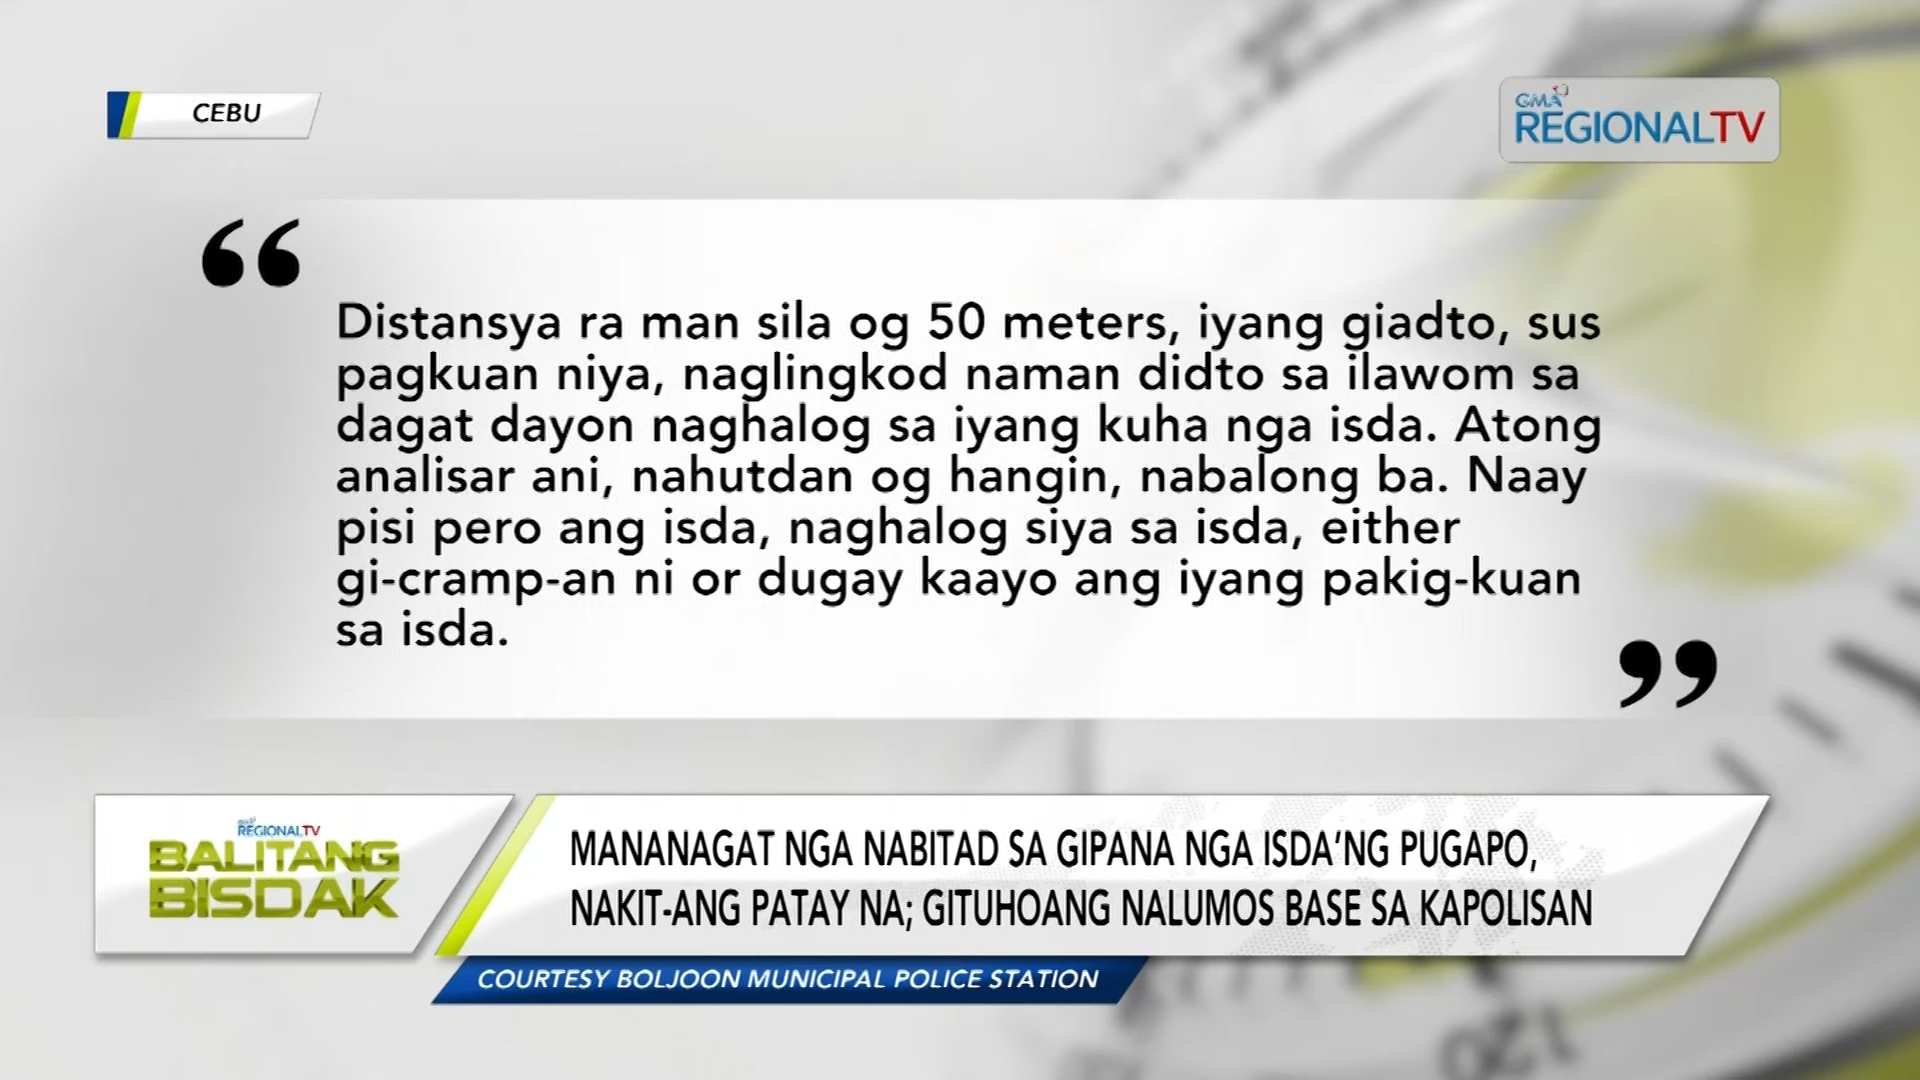 CEBU
GMA
REGIONALTV
“
Distansya ra man sila og 50 meters, iyang giadto, sus
pagkuan niya, naglingkod naman didto sa ilawom sa
dagat dayon naghalog sa iyang kuha nga isda. Atong
analisar ani, nahutdan og hangin, nabalong ba. Naay
pisi pero ang isda, naghalog siya sa isda, either
gi-cramp-an ni or dugay kaayo ang iyang pakig-kuan
sa isda.
”
GMA
REGIONALTV
BALITANG
BISDAK
MANANAGAT NGA NABITAD SA GIPANA NGA ISDA’NG PUGAPO,
NAKIT-ANG PATAY NA; GITUHOANG NALUMOS BASE SA KAPOLISAN
COURTESY BOLJOON MUNICIPAL POLICE STATION
120